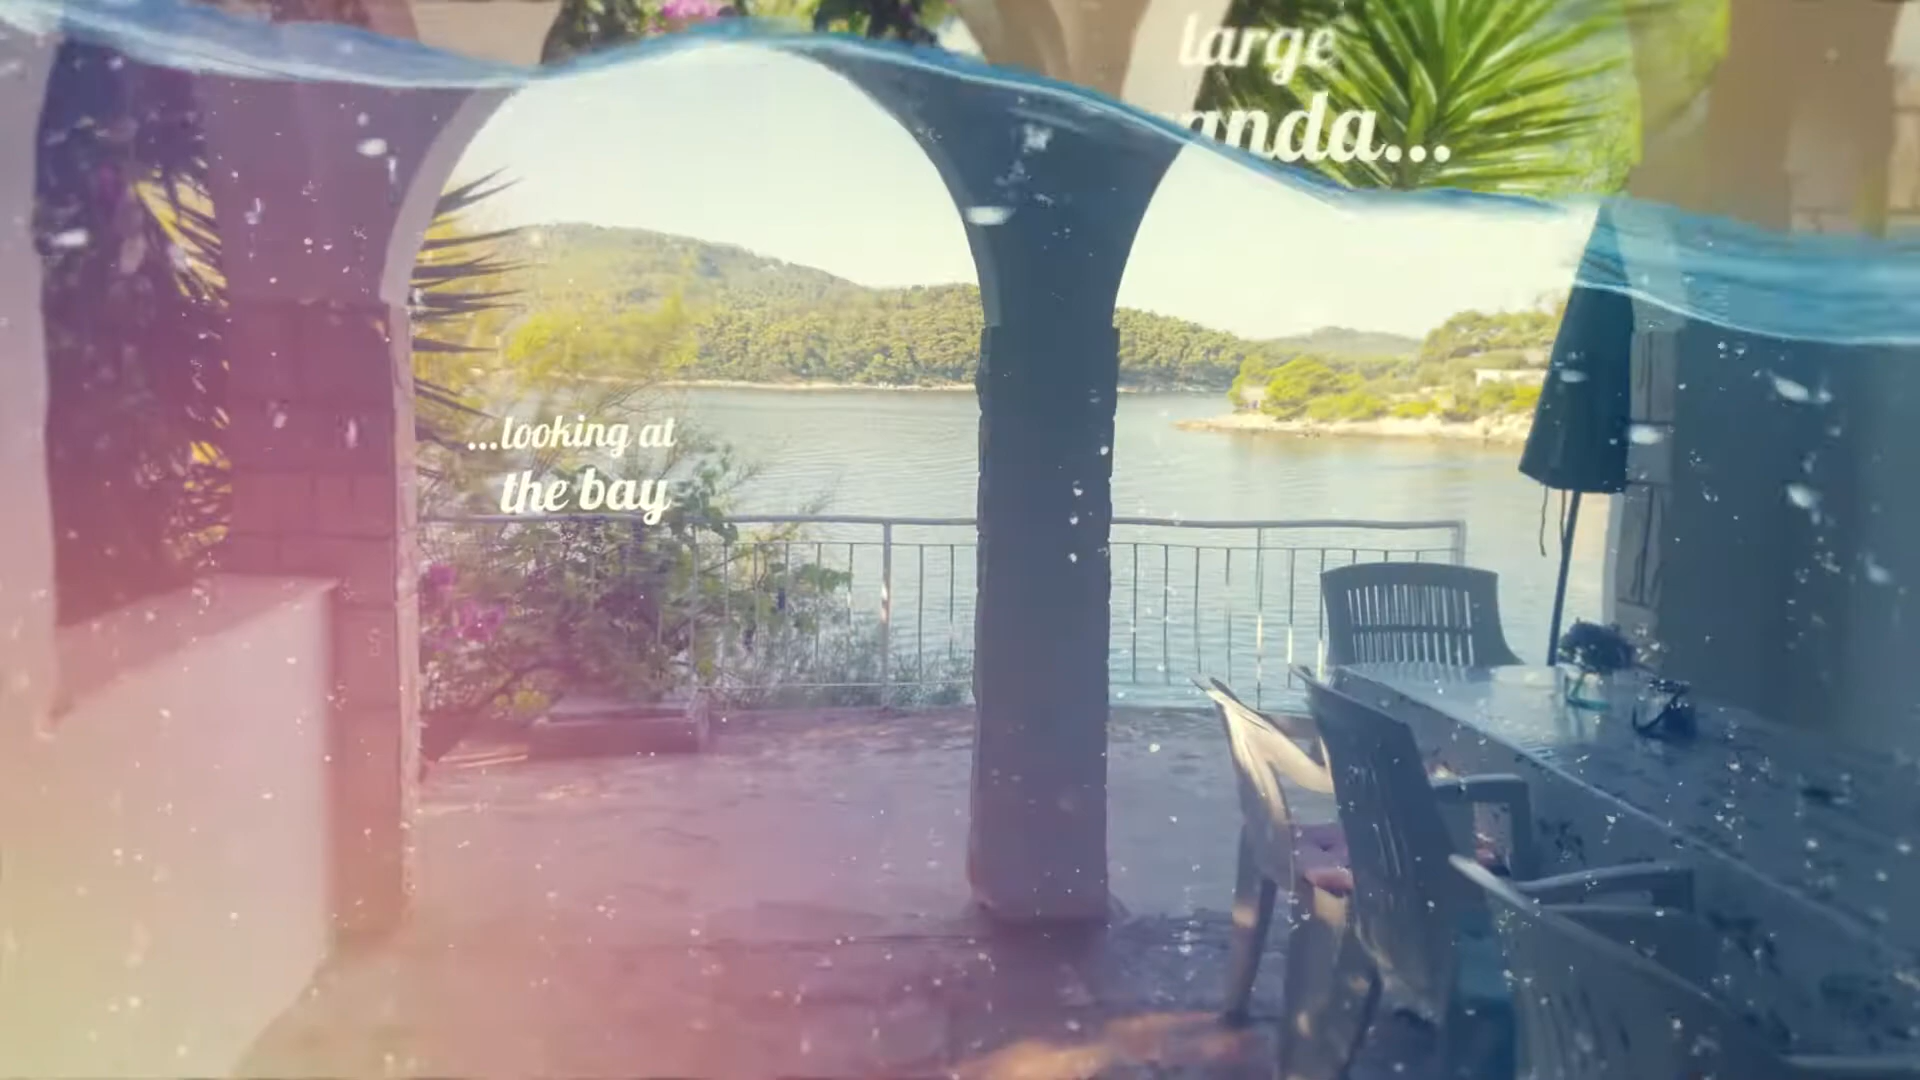 large
anda...
...looking at
the bay